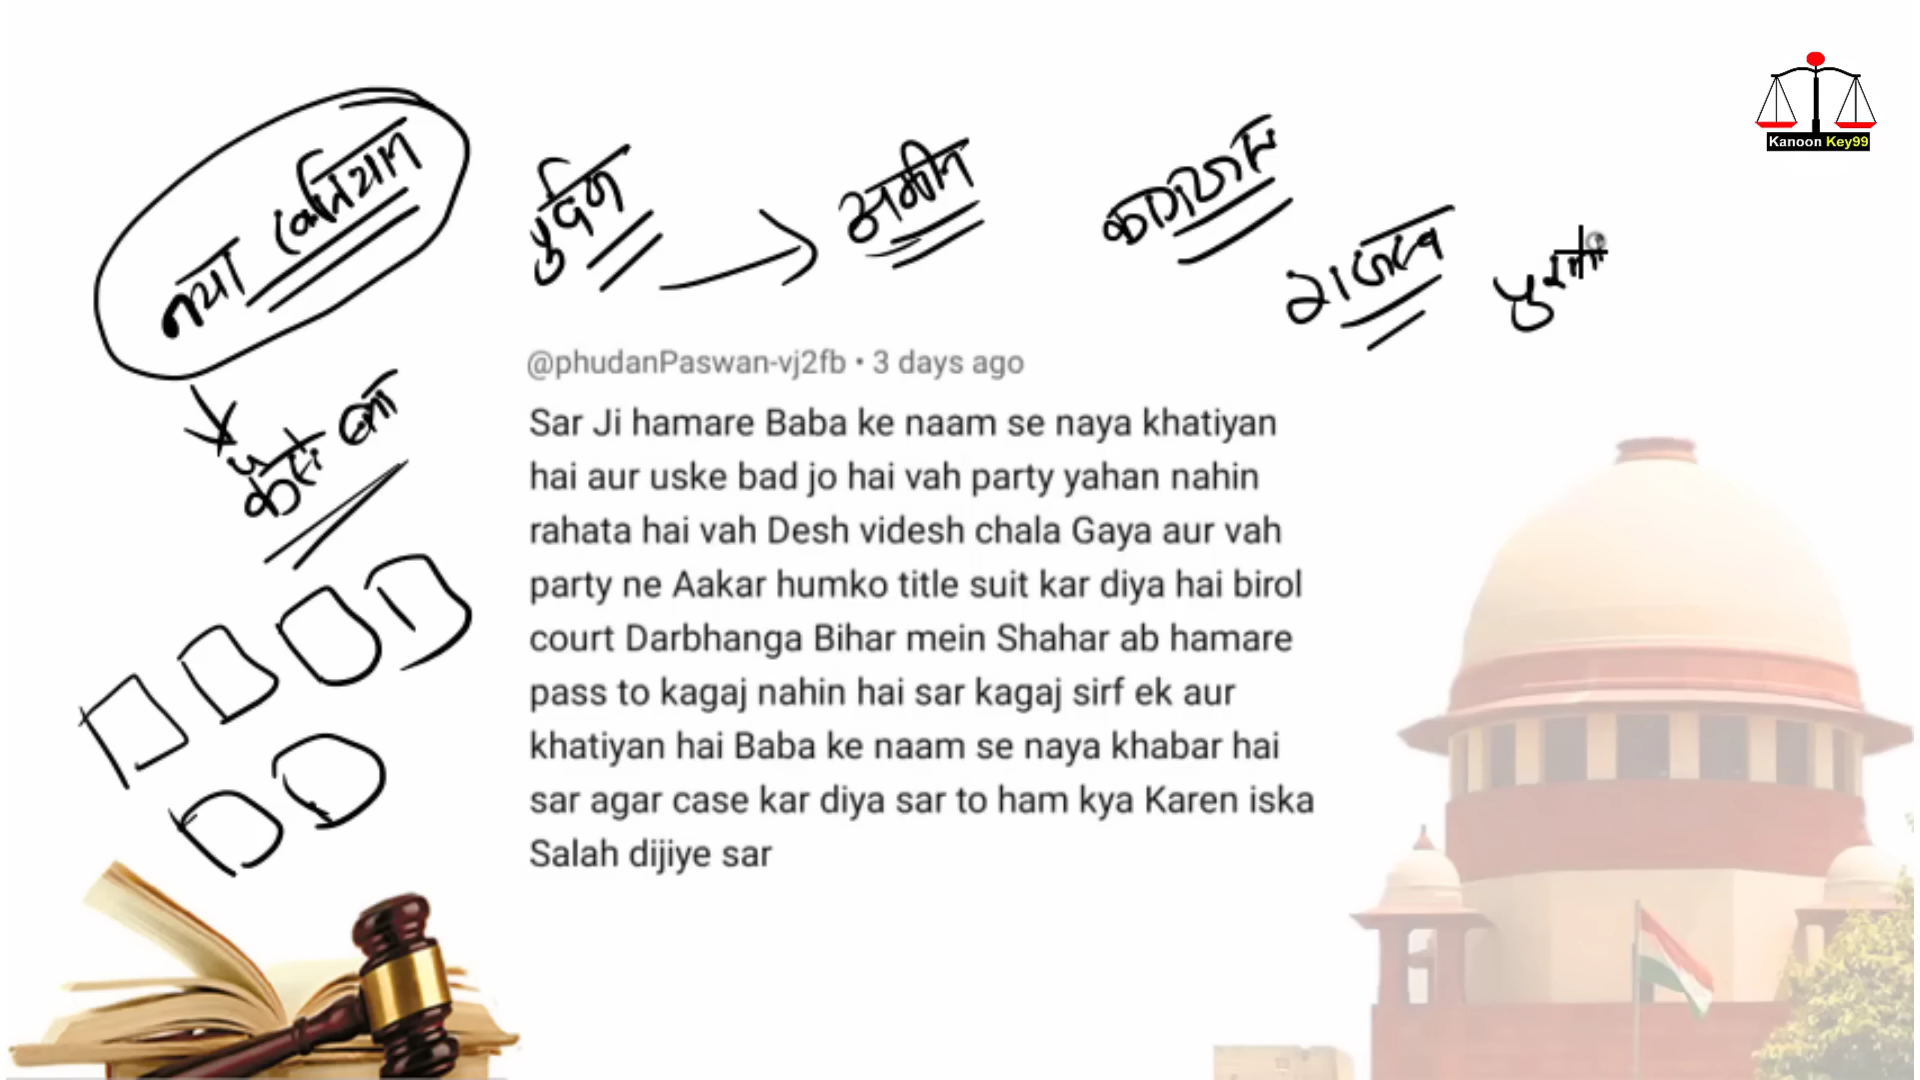 Kanoon Key99
नया खतियान
अमीन
कागजात
@phudanPaswan-vj2fb • 3 days ago
Sar Ji hamare Baba ke naam se naya khatiyan
hai aur uske bad jo hai vah party yahan nahin
rahata hai vah Desh videsh chala Gaya aur vah
party ne Aakar humko title suit kar diya hai birol
court Darbhanga Bihar mein Shahar ab hamare
pass to kagaj nahin hai sar kagaj sirf ek aur
khatiyan hai Baba ke naam se naya khabar hai
sar agar case kar diya sar to ham kya Karen iska
Salah dijiye sar